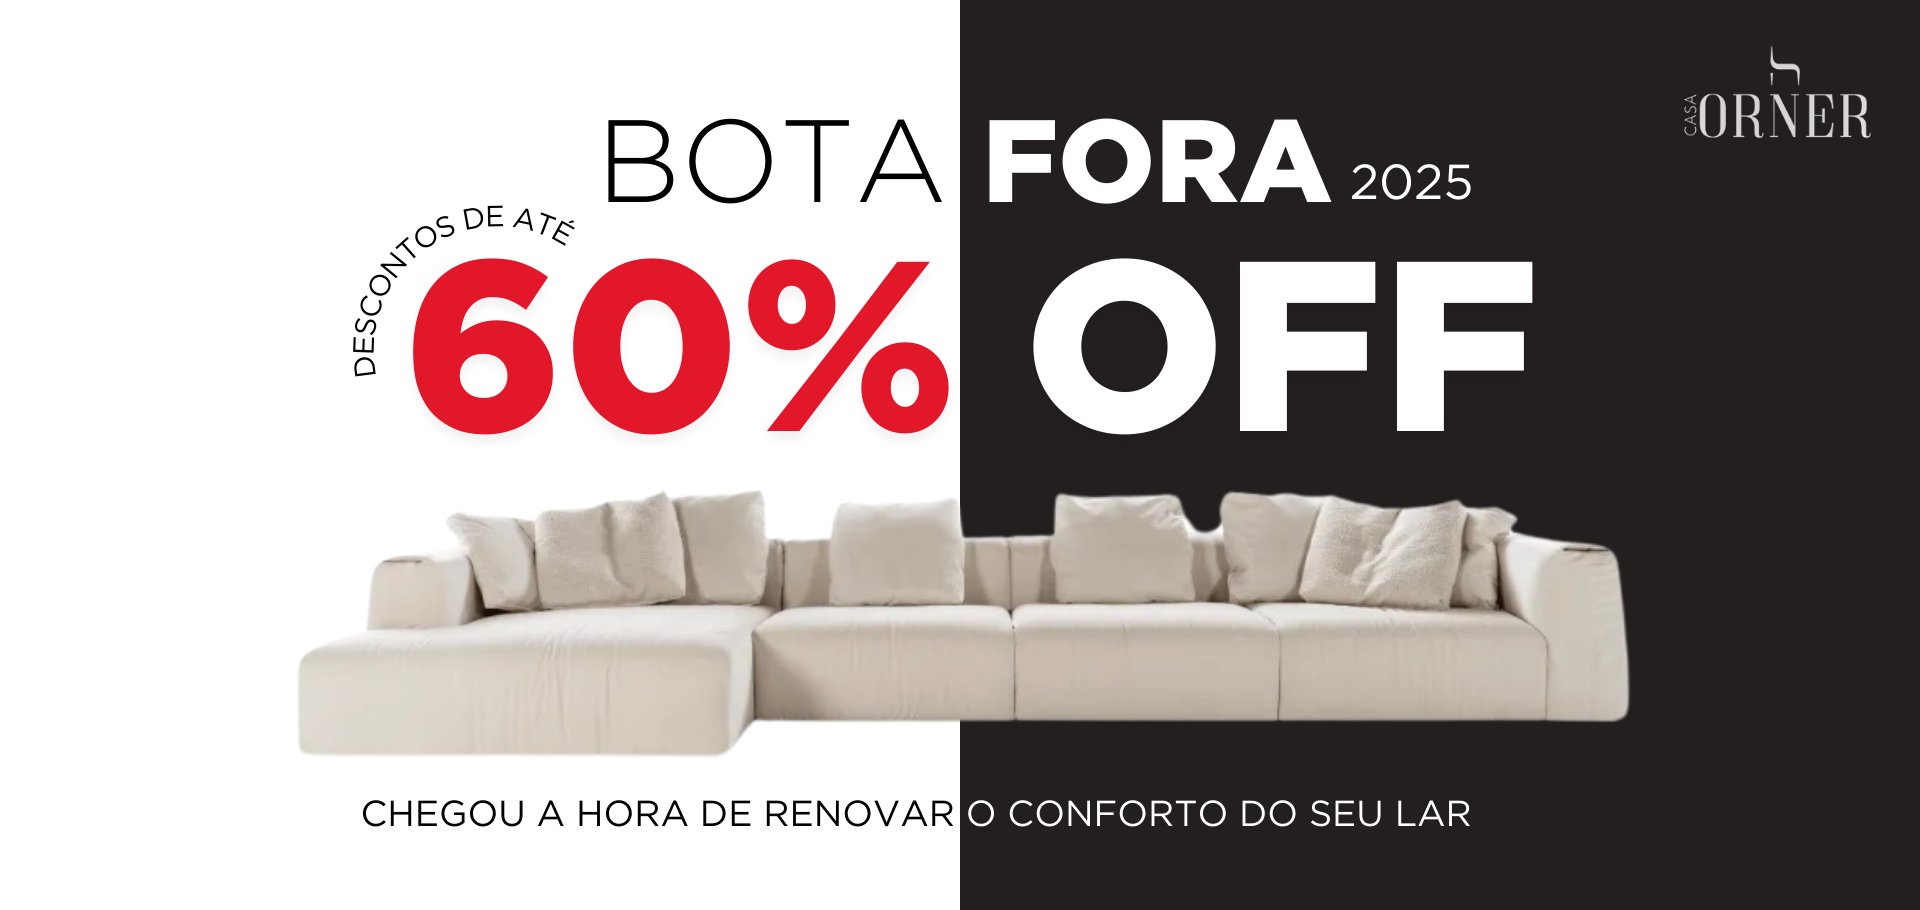 CASA ORNER
BOTA FORA 2025
DESCONTOS DE ATÉ
60% OFF
CHEGOU A HORA DE RENOVAR O CONFORTO DO SEU LAR